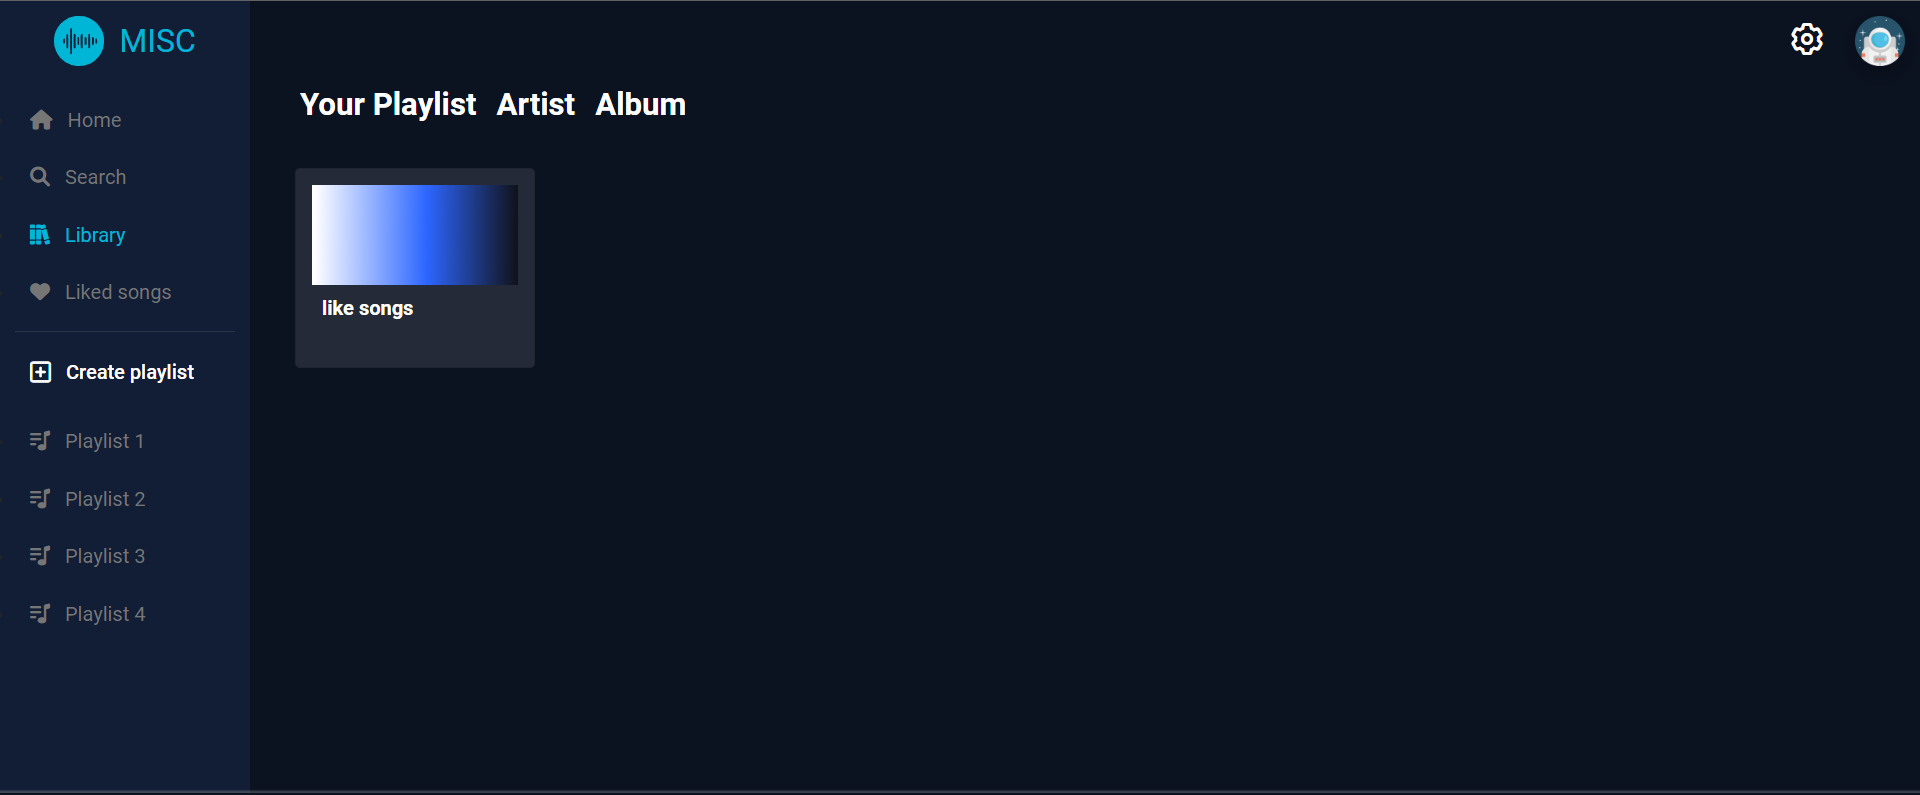 MISC
Home
Search
Library
Liked songs
Create playlist
Playlist 1
Playlist 2
Playlist 3
Playlist 4
Your Playlist Artist Album
like songs